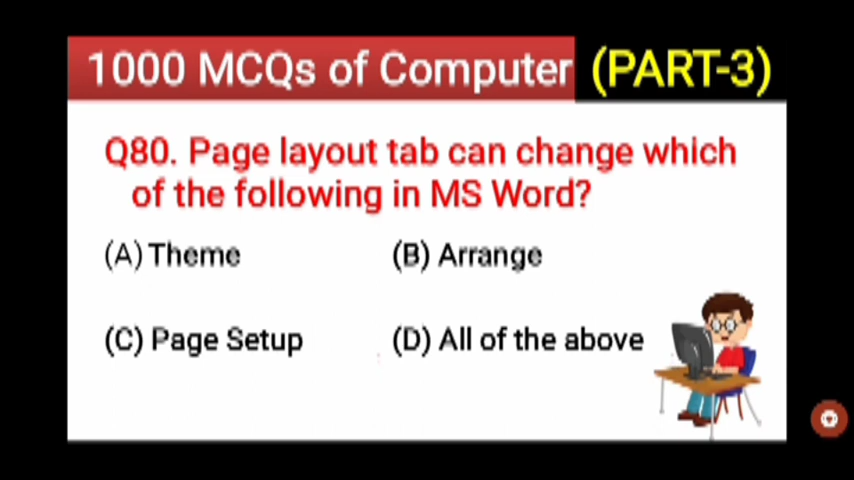 1000 MCQs of Computer (PART-3)
Q80. Page layout tab can change which
of the following in MS Word?
(A) Theme (B) Arrange
(C) Page Setup (D) All of the above